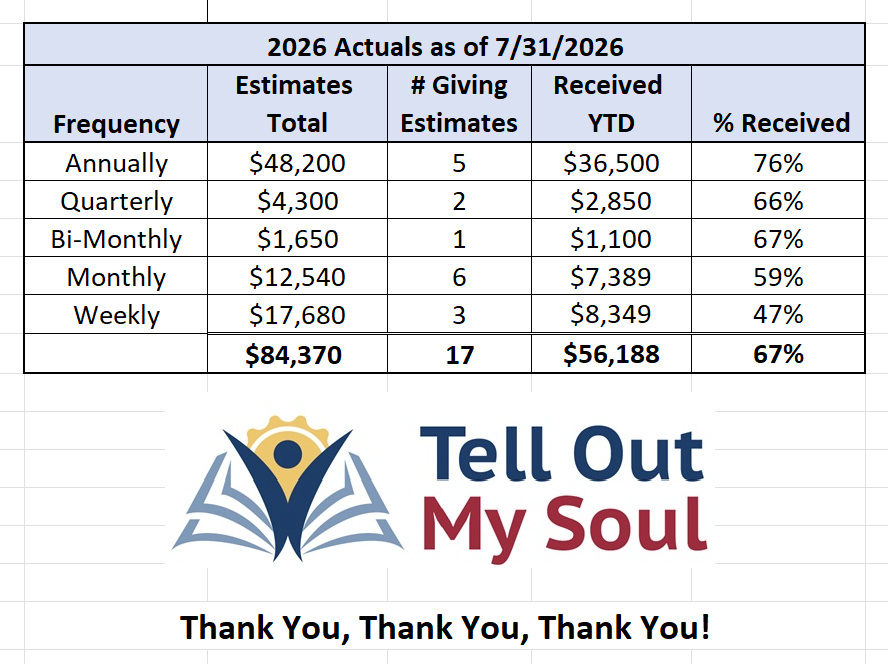 2026 Actuals as of 7/31/2026
Frequency Estimates Total # Giving Estimates Received YTD % Received
Annually $48,200 5 $36,500 76%
Quarterly $4,300 2 $2,850 66%
Bi-Monthly $1,650 1 $1,100 67%
Monthly $12,540 6 $7,389 59%
Weekly $17,680 3 $8,349 47%
$84,370 17 $56,188 67%
Tell Out
My Soul
Thank You, Thank You, Thank You!